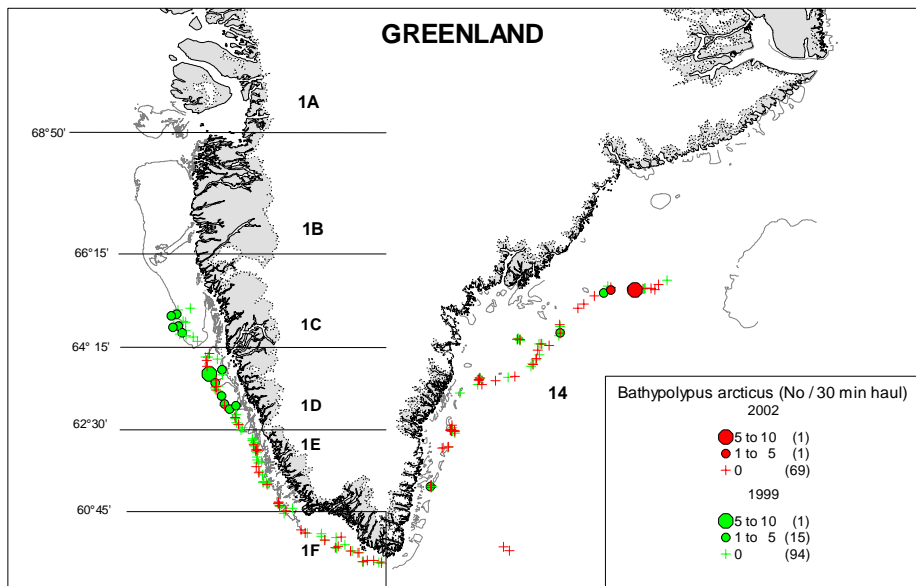 GREENLAND
1A
68°50'
1B
66°15'
1C
64°15'
14
1D
62°30'
1E
60°45'
1F
Bathypolypus arcticus (No / 30 min haul)
2002
5 to 10 (1)
1 to 5 (1)
0 (69)
1999
5 to 10 (1)
1 to 5 (15)
0 (94)